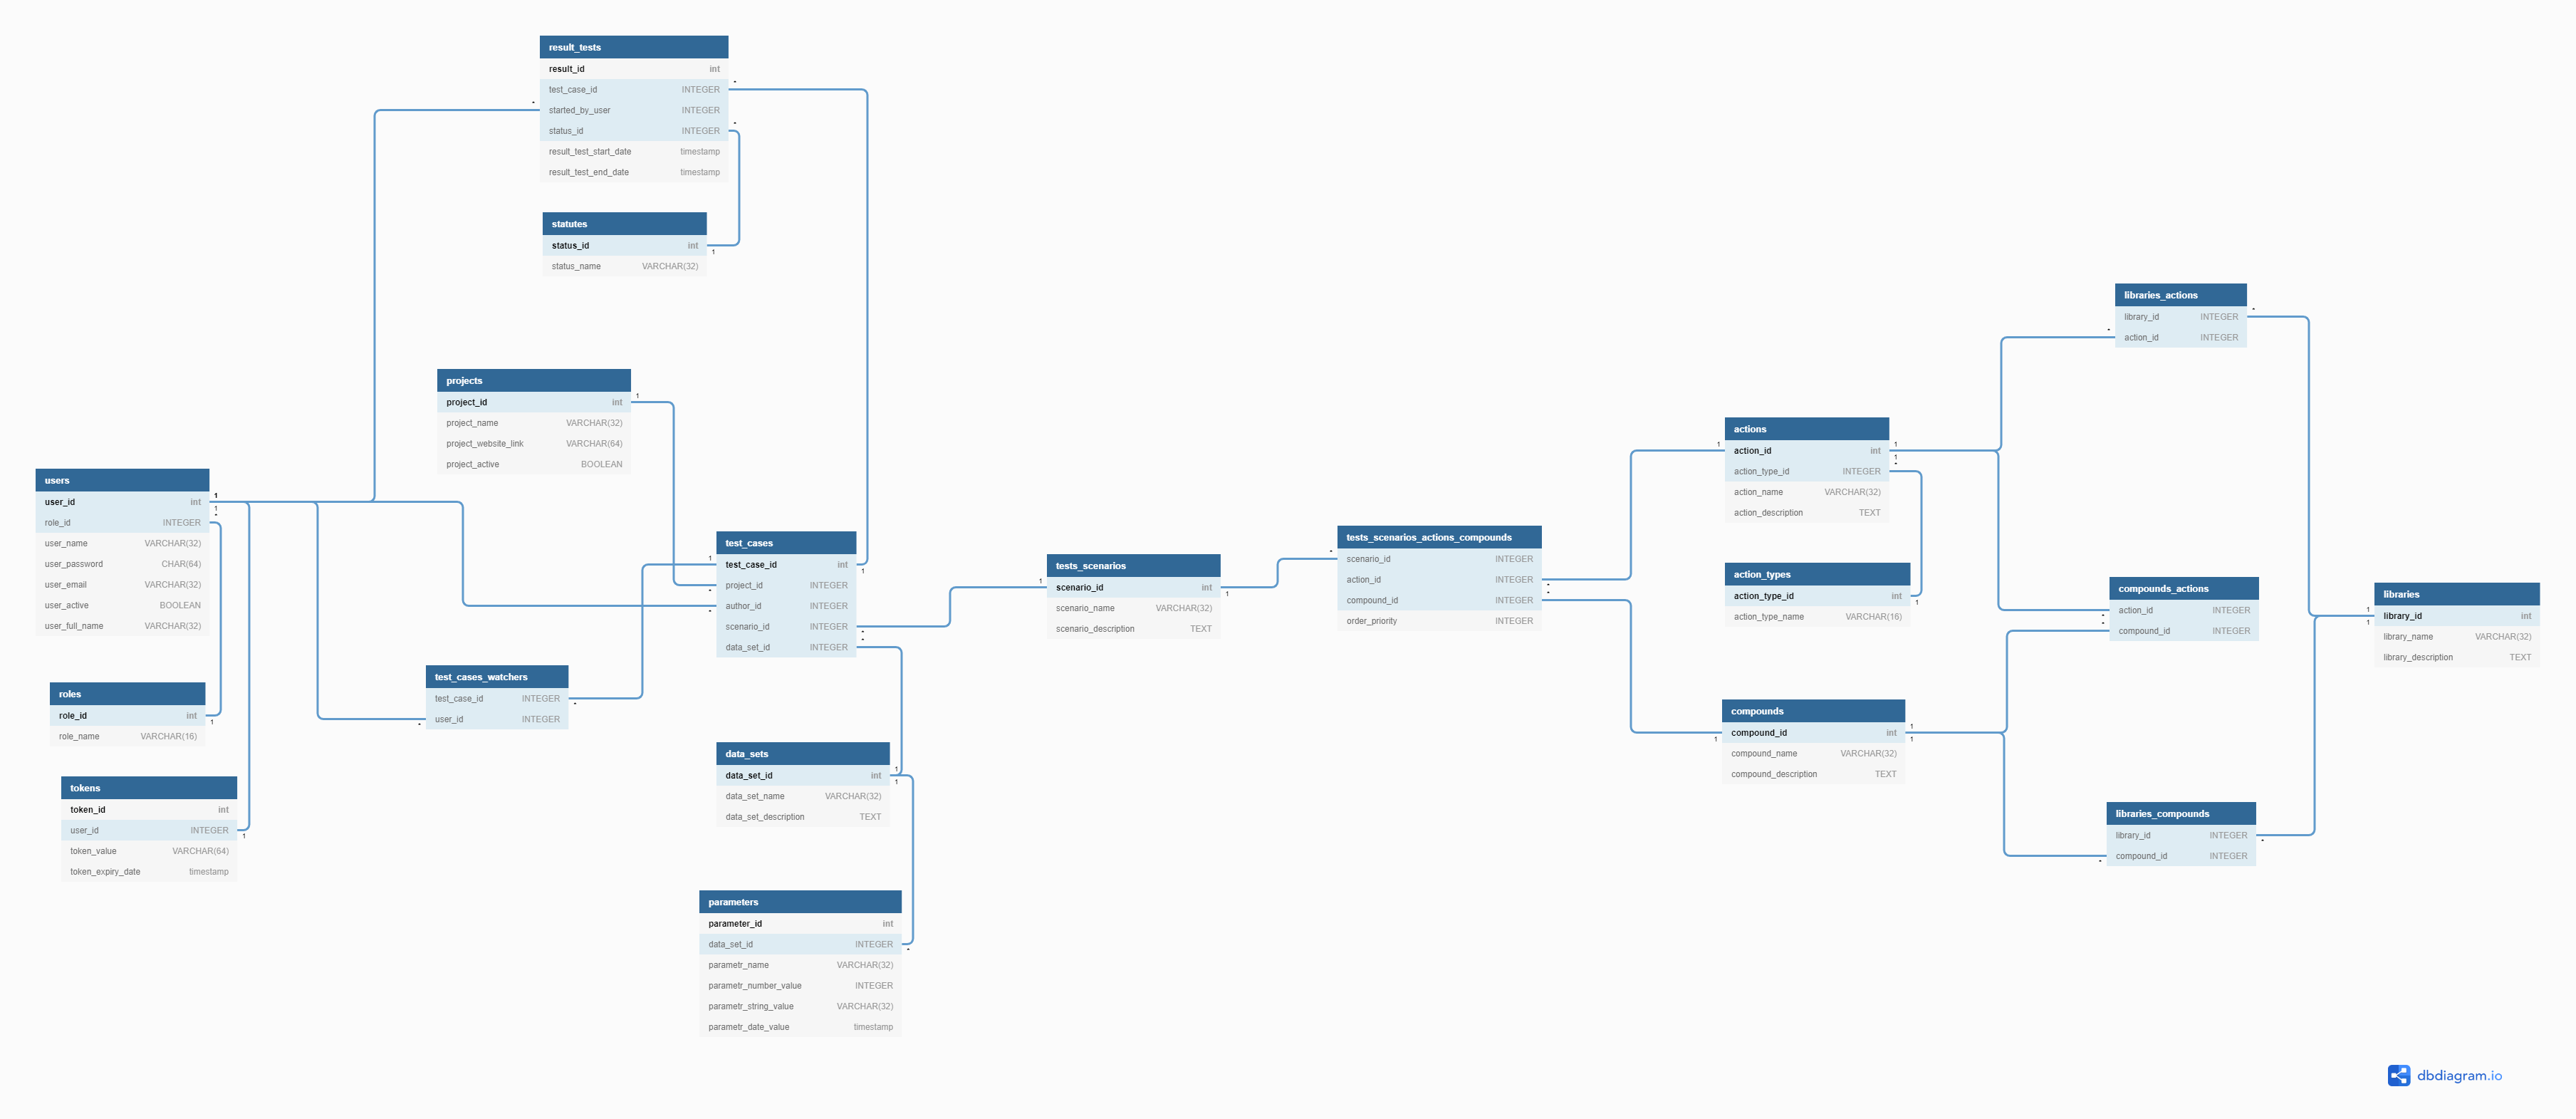 result_tests
result_id int
test_case_id INTEGER
started_by_user INTEGER
status_id INTEGER
result_test_start_date timestamp
result_test_end_date timestamp
statutes
status_id int
status_name VARCHAR(32)
projects
project_id int
project_name VARCHAR(32)
project_website_link VARCHAR(64)
project_active BOOLEAN
users
user_id int
role_id INTEGER
user_name VARCHAR(32)
user_password CHAR(64)
user_email VARCHAR(32)
user_active BOOLEAN
user_full_name VARCHAR(32)
roles
role_id int
role_name VARCHAR(16)
tokens
token_id int
user_id INTEGER
token_value VARCHAR(64)
token_expiry_date timestamp
test_cases_watchers
test_case_id INTEGER
user_id INTEGER
test_cases
test_case_id int
project_id INTEGER
author_id INTEGER
scenario_id INTEGER
data_set_id INTEGER
data_sets
data_set_id int
data_set_name VARCHAR(32)
data_set_description TEXT
parameters
parameter_id int
data_set_id INTEGER
parametr_name VARCHAR(32)
parametr_number_value INTEGER
parametr_string_value VARCHAR(32)
parametr_date_value timestamp
tests_scenarios
scenario_id int
scenario_name VARCHAR(32)
scenario_description TEXT
tests_scenarios_actions_compounds
scenario_id INTEGER
action_id INTEGER
compound_id INTEGER
order_priority INTEGER
actions
action_id int
action_type_id INTEGER
action_name VARCHAR(32)
action_description TEXT
action_types
action_type_id int
action_type_name VARCHAR(16)
compounds
compound_id int
compound_name VARCHAR(32)
compound_description TEXT
libraries_actions
library_id INTEGER
action_id INTEGER
compounds_actions
action_id INTEGER
compound_id INTEGER
libraries_compounds
library_id INTEGER
compound_id INTEGER
libraries
library_id int
library_name VARCHAR(32)
library_description TEXT
dbdiagram.io